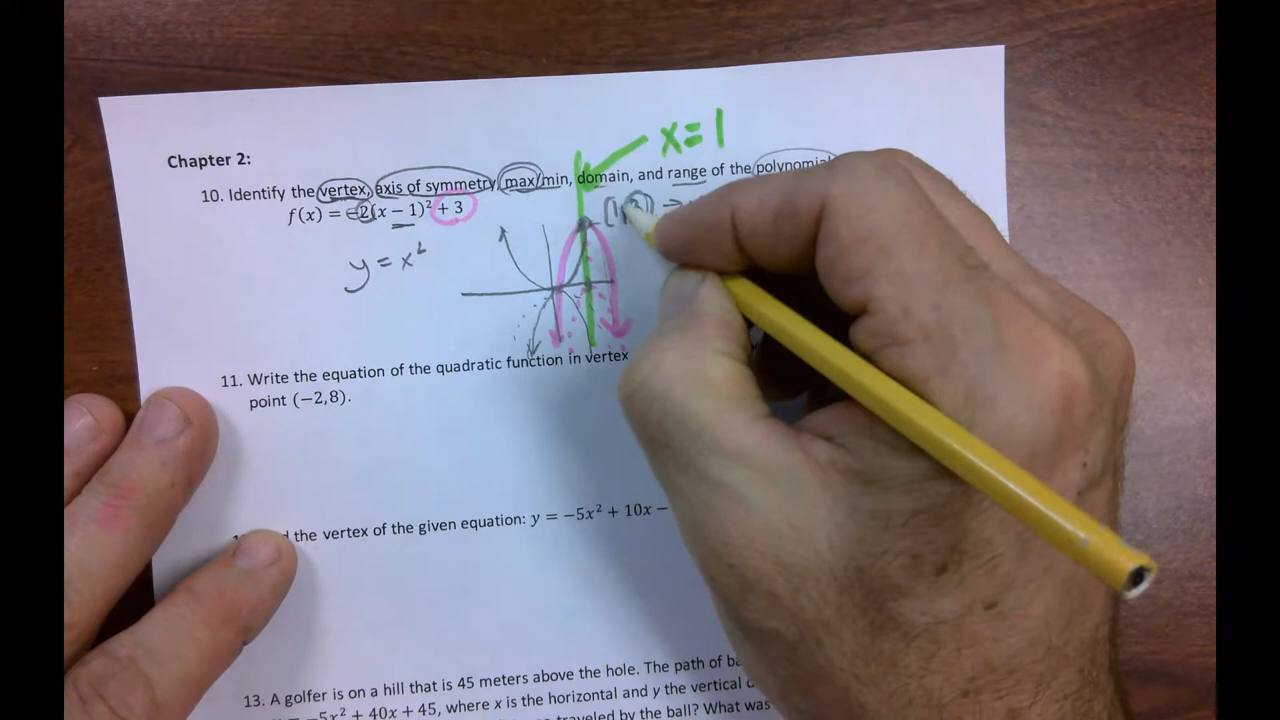 x=1
Chapter 2:
10. Identify the vertex, axis of symmetry, max/min, domain, and range of the polynomial
f(x) = −2(x − 1)² + 3
(1,3) →
y = x²
11. Write the equation of the quadratic function in vertex
point (−2,8).
the vertex of the given equation: y = −5x² + 10x −
13. A golfer is on a hill that is 45 meters above the hole. The path of
−5x² + 40x + 45, where x is the horizontal and y the vertical
traveled by the ball? What was